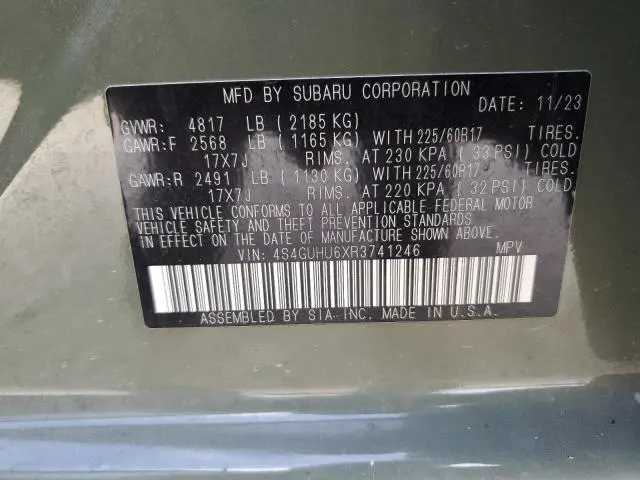 MFD BY SUBARU CORPORATION
DATE: 11/23
GVWR: 4817 LB ( 2185 KG)
GAWR:F 2568 LB ( 1165 KG) WITH 225/60R17 TIRES.
17X7J RIMS. AT 230 KPA ( 33 PSI) COLD
GAWR:R 2491 LB ( 1130 KG) WITH 225/60R17 TIRES.
17X7J RIMS. AT 220 KPA ( 32 PSI) COLD
THIS VEHICLE CONFORMS TO ALL APPLICABLE FEDERAL MOTOR
VEHICLE SAFETY AND THEFT PREVENTION STANDARDS
IN EFFECT ON THE DATE OF MANUFACTURE SHOWN ABOVE.
VIN: 4S4GUHU6XR3741246 MPV
ASSEMBLED BY SIA-INC. MADE IN U.S.A.